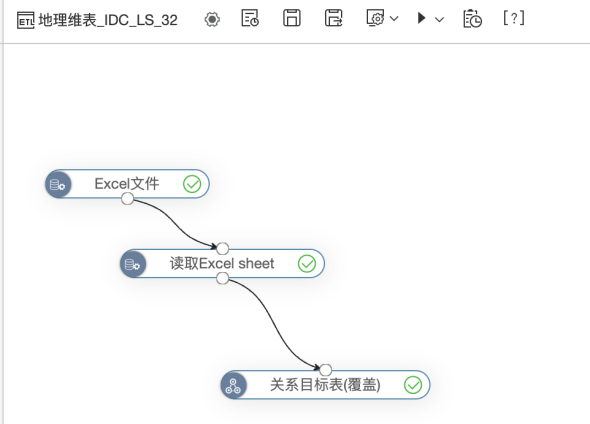 ETL 地理维表_IDC_LS_32 [?]
Excel文件
读取Excel sheet
关系目标表(覆盖)